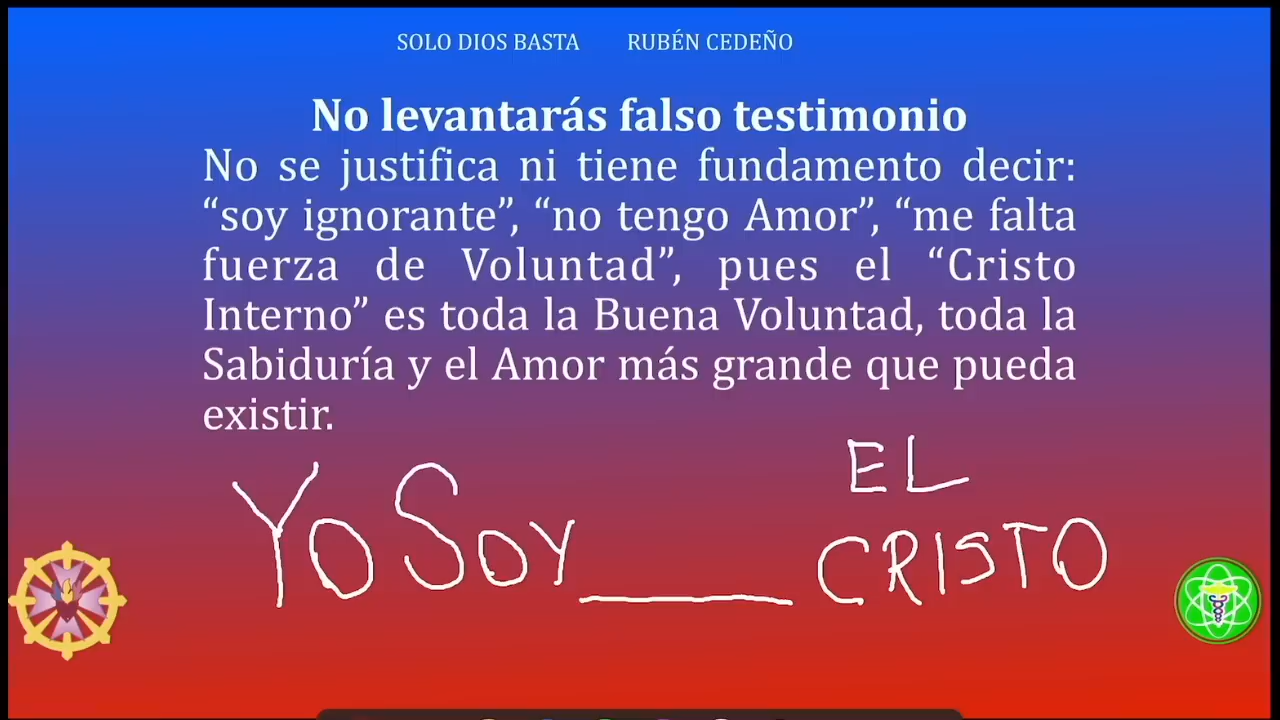 SOLO DIOS BASTA RUBÉN CEDEÑO
No levantarás falso testimonio
No se justifica ni tiene fundamento decir:
“soy ignorante”, “no tengo Amor”, “me falta
fuerza de Voluntad”, pues el “Cristo
Interno” es toda la Buena Voluntad, toda la
Sabiduría y el Amor más grande que pueda
existir.
EL
YO SOY____ CRISTO